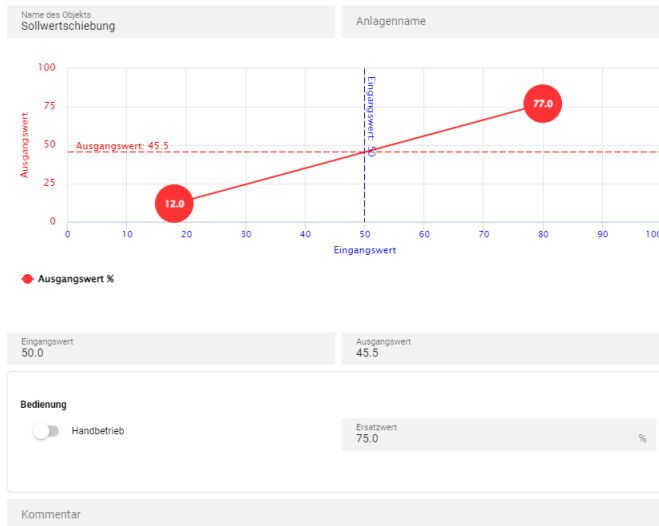 Name des Objekts
Sollwertschiebung
Anlagenname
100
75
50
25
0
Ausgangswert
Ausgangswert: 45.5
Eingangswert: 50
12.0
77.0
0 10 20 30 40 50 60 70 80 90 100
Eingangswert
Ausgangswert %
Eingangswert
50.0
Ausgangswert
45.5
Bedienung
Handbetrieb
Ersatzwert
75.0 %
Kommentar